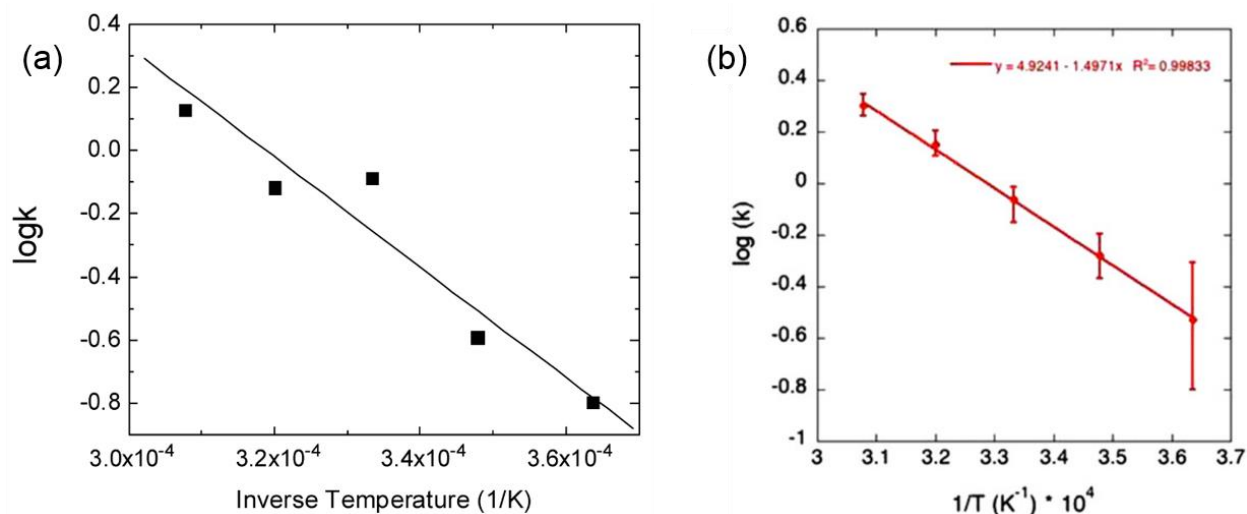 (a)
0.4
0.2
0.0
-0.2
-0.4
-0.6
-0.8
logk
3.0x10⁻⁴
3.2x10⁻⁴
3.4x10⁻⁴
3.6x10⁻⁴
Inverse Temperature (1/K)
(b)
y = 4.9241 - 1.4971x R²= 0.99833
0.6
0.4
0.2
0
-0.2
-0.4
-0.6
-0.8
-1
log (k)
3
3.1
3.2
3.3
3.4
3.5
3.6
3.7
1/T (K⁻¹) * 10⁴